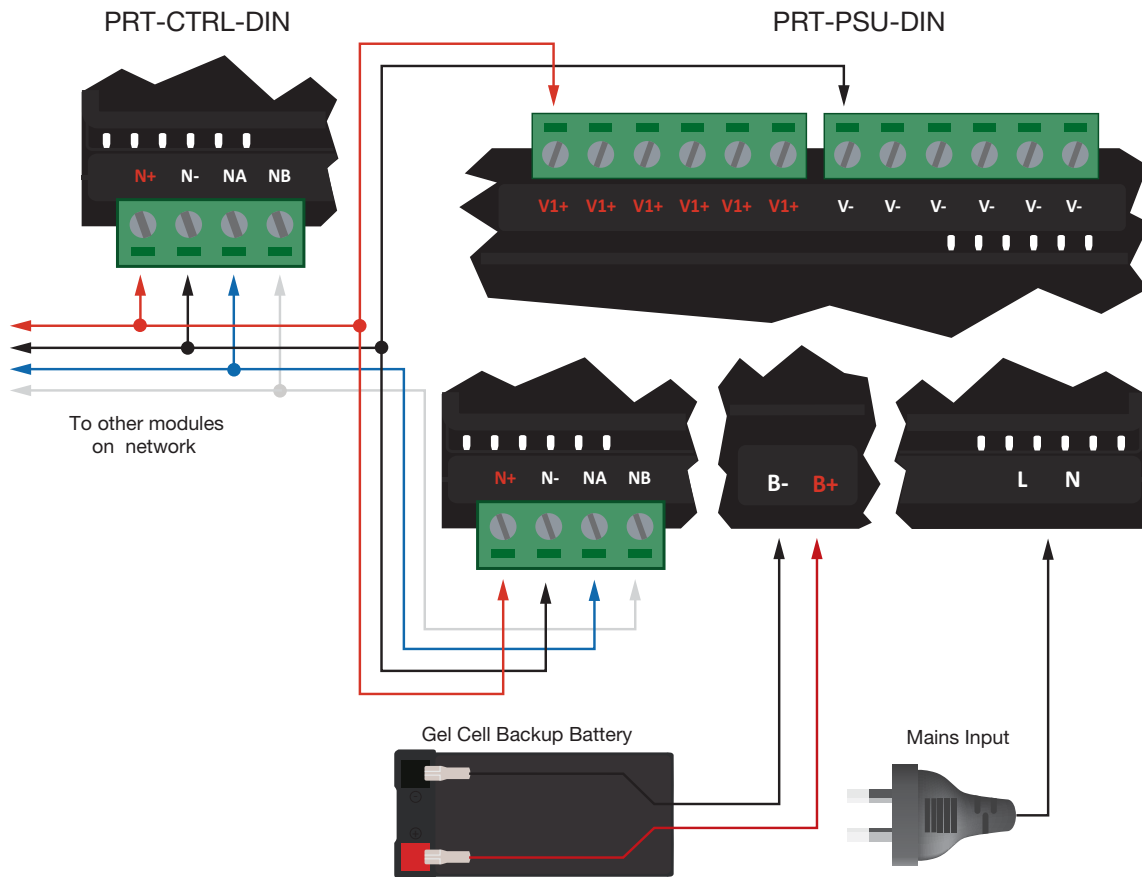 PRT-CTRL-DIN
PRT-PSU-DIN
N+ N- NA NB
V1+ V1+ V1+ V1+ V1+ V1+ V- V- V- V- V- V-
To other modules
on network
N+ N- NA NB
B- B+
L N
Gel Cell Backup Battery
Mains Input